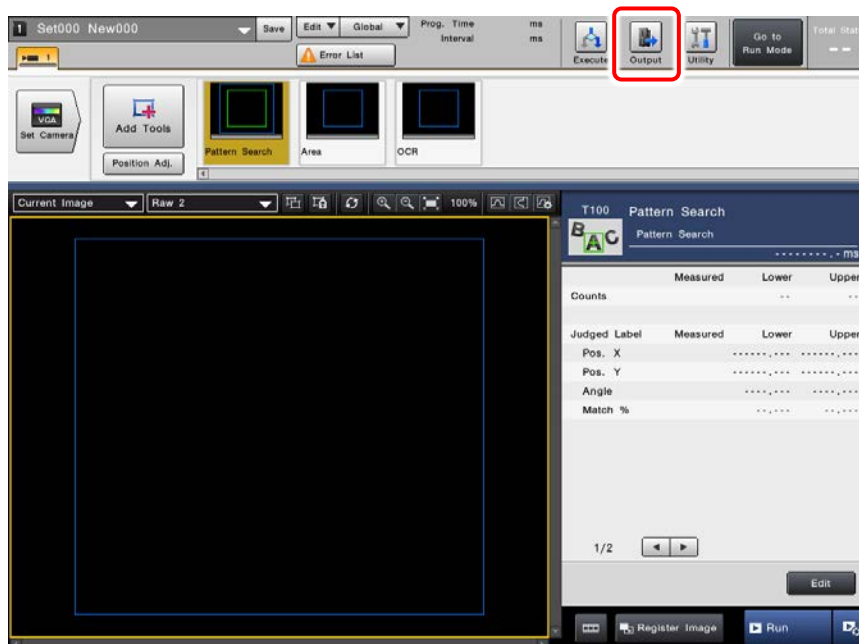 1 Set000 New000 Save Edit Global Prog. Time ms
Interval ms
Error List
1
Execute Output Utility Go to Run Mode Total Stat
--
VGA
Set Camera
Add Tools
Position Adj.
Pattern Search Area OCR
Current Image Raw 2 100%
T100 Pattern Search
BAC Pattern Search
--------.- ms
Measured Lower Upper
Counts -- --
Judged Label Measured Lower Upper
Pos. X ------.--- ------.---
Pos. Y ------.--- ------.---
Angle ----.--- ----.---
Match % --.--- --.---
1/2
Edit
Register Image Run